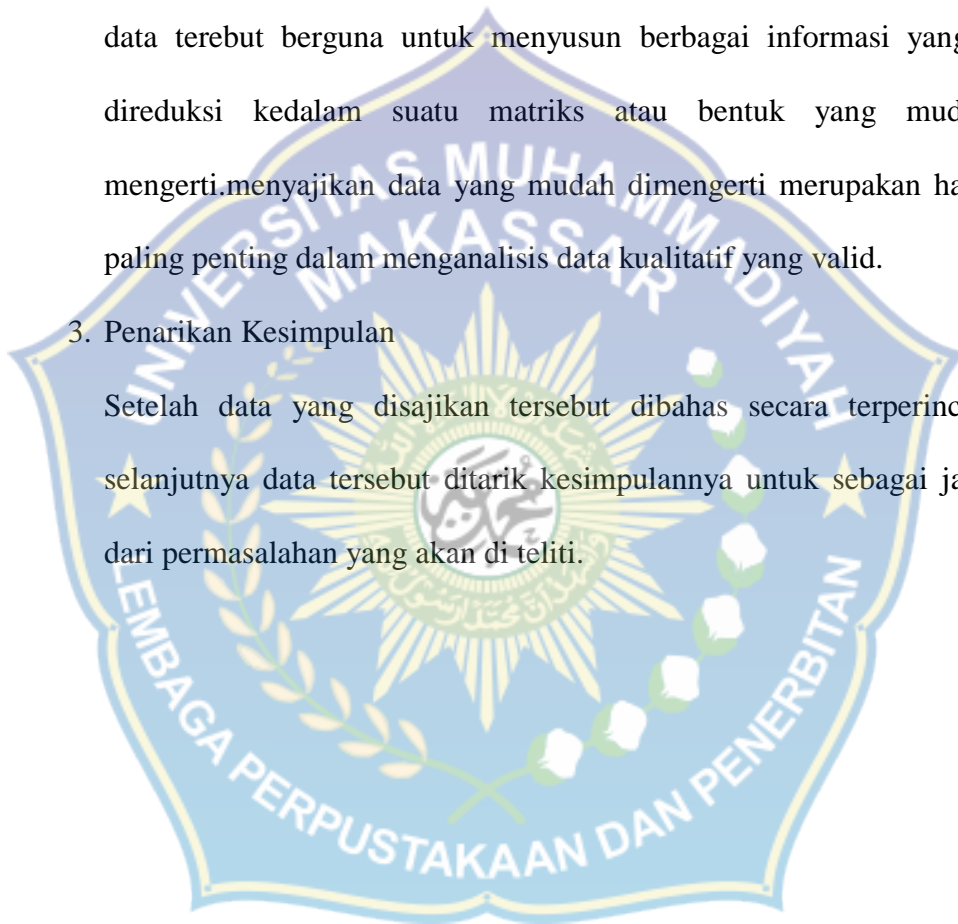 data terebut berguna untuk menyusun berbagai informasi yang
direduksi kedalam suatu matriks atau bentuk yang
mengerti.menyajikan data yang mudah dimengerti merupakan
paling penting dalam menganalisis data kualitatif yang valid.
3. Penarikan Kesimpulan
Setelah data yang disajikan tersebut dibahas secara
selanjutnya data tersebut ditarik kesimpulannya untuk sebagai
dari permasalahan yang akan di teliti.
UNIVERSITAS MUHAMMADIYAH
MAKASSAR
LEMBAGA PERPUSTAKAAN DAN PENERBITAN